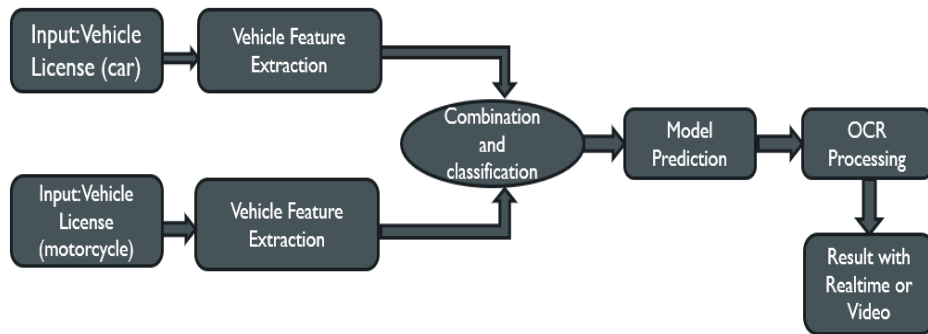 Input:Vehicle
License (car)
Vehicle Feature
Extraction
Combination
and
classification
Model
Prediction
OCR
Processing
Input:Vehicle
License
(motorcycle)
Vehicle Feature
Extraction
Result with
Realtime or
Video